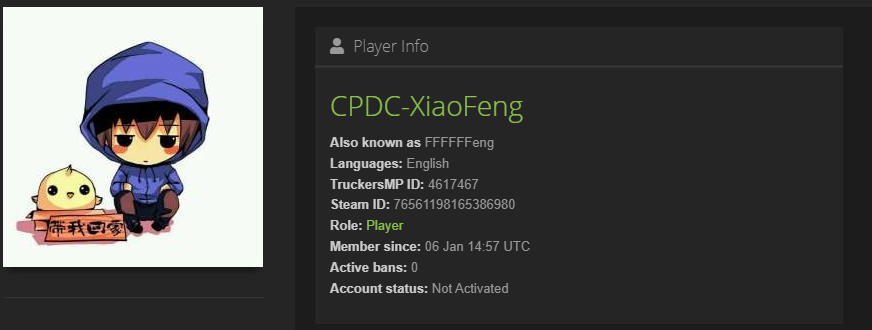 Player Info
CPDC-XiaoFeng
Also known as FFFFFFeng
Languages: English
TruckersMP ID: 4617467
Steam ID: 76561198165386980
Role: Player
Member since: 06 Jan 14:57 UTC
Active bans: 0
Account status: Not Activated
带我回家